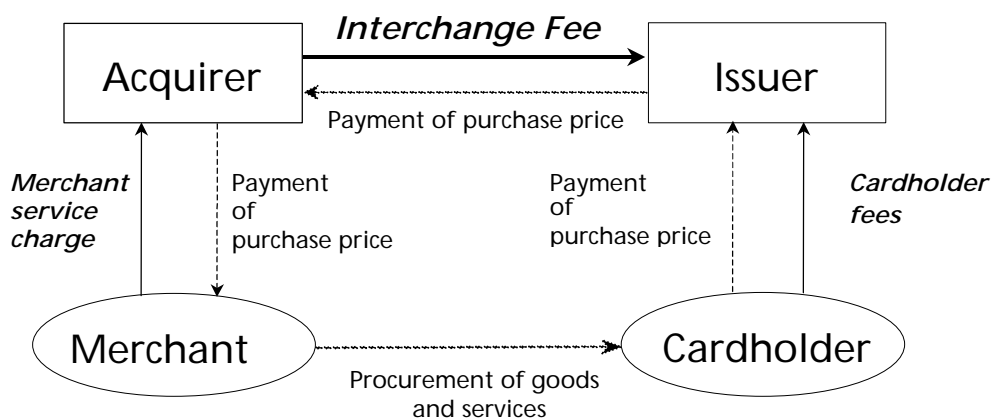 Interchange Fee
Acquirer
Issuer
Payment of purchase price
Merchant
service
charge
Payment
of
purchase price
Payment
of
purchase price
Cardholder
fees
Merchant
Cardholder
Procurement of goods
and services